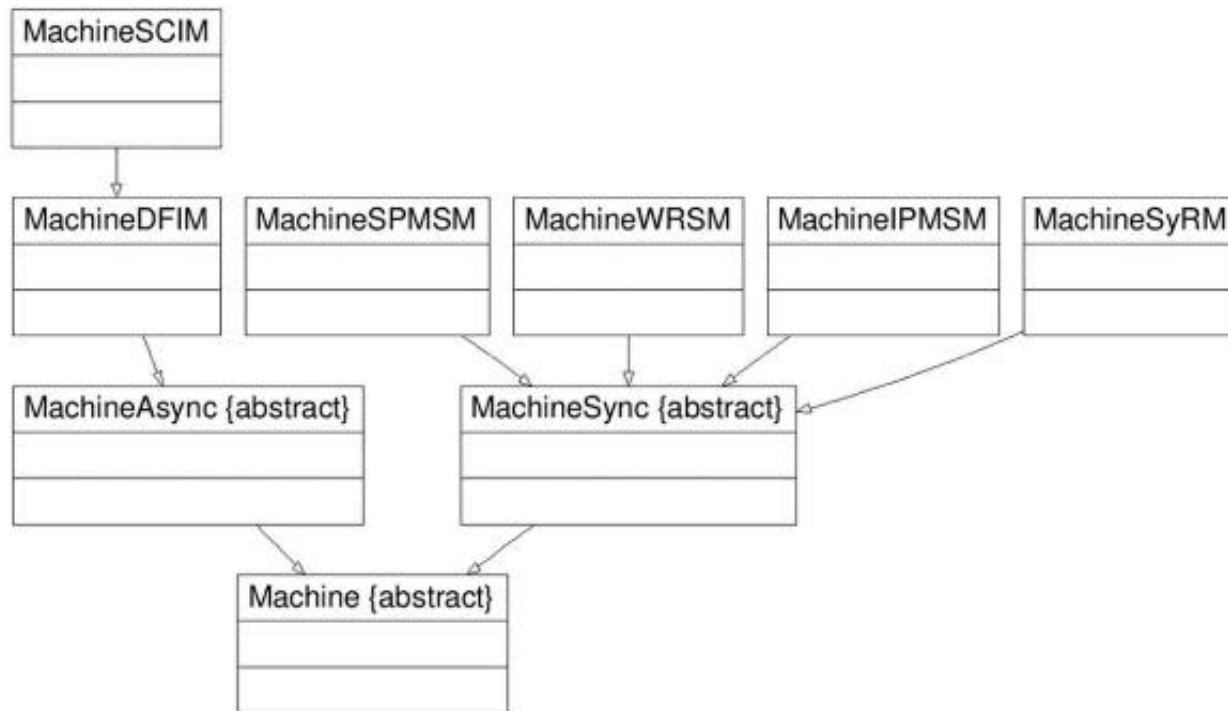 MachineSCIM
MachineDFIM
MachineSPMSM
MachineWRSM
MachineIPMSM
MachineSyRM
MachineAsync {abstract}
MachineSync {abstract}
Machine {abstract}